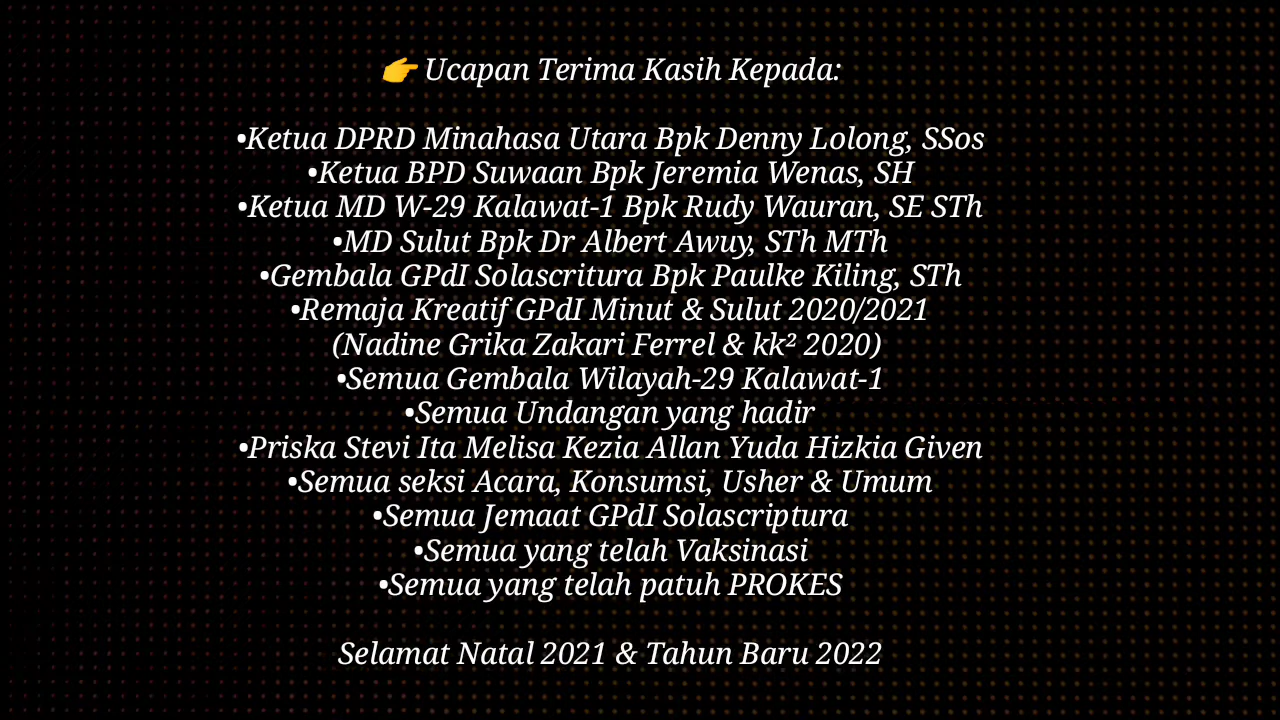 👉 Ucapan Terima Kasih Kepada:
•Ketua DPRD Minahasa Utara Bpk Denny Lolong, SSos
•Ketua BPD Suwaan Bpk Jeremia Wenas, SH
•Ketua MD W-29 Kalawat-1 Bpk Rudy Wauran, SE STh
•MD Sulut Bpk Dr Albert Awuy, STh MTh
•Gembala GPdI Solascritura Bpk Paulke Kiling, STh
•Remaja Kreatif GPdI Minut & Sulut 2020/2021
(Nadine Grika Zakari Ferrel & kk² 2020)
•Semua Gembala Wilayah-29 Kalawat-1
•Semua Undangan yang hadir
•Priska Stevi Ita Melisa Kezia Allan Yuda Hizkia Given
•Semua seksi Acara, Konsumsi, Usher & Umum
•Semua Jemaat GPdI Solascriptura
•Semua yang telah Vaksinasi
•Semua yang telah patuh PROKES
Selamat Natal 2021 & Tahun Baru 2022